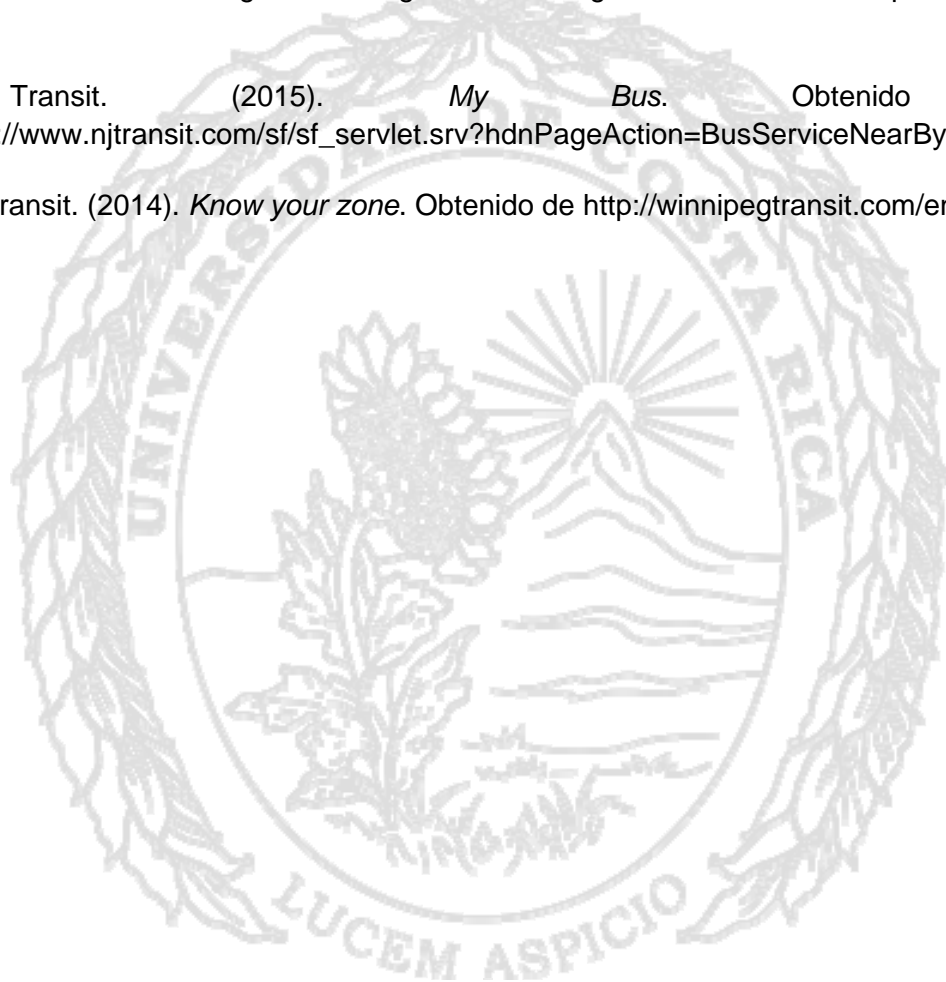 Transit. (2015). My Bus. Obtenido
//www.njtransit.com/sf/sf_servlet.srv?hdnPageAction=BusServiceNearBy
ransit. (2014). Know your zone. Obtenido de http://winnipegtransit.com/en
UNIVERSIDAD DE COSTA RICA
LUCEM ASPICIO